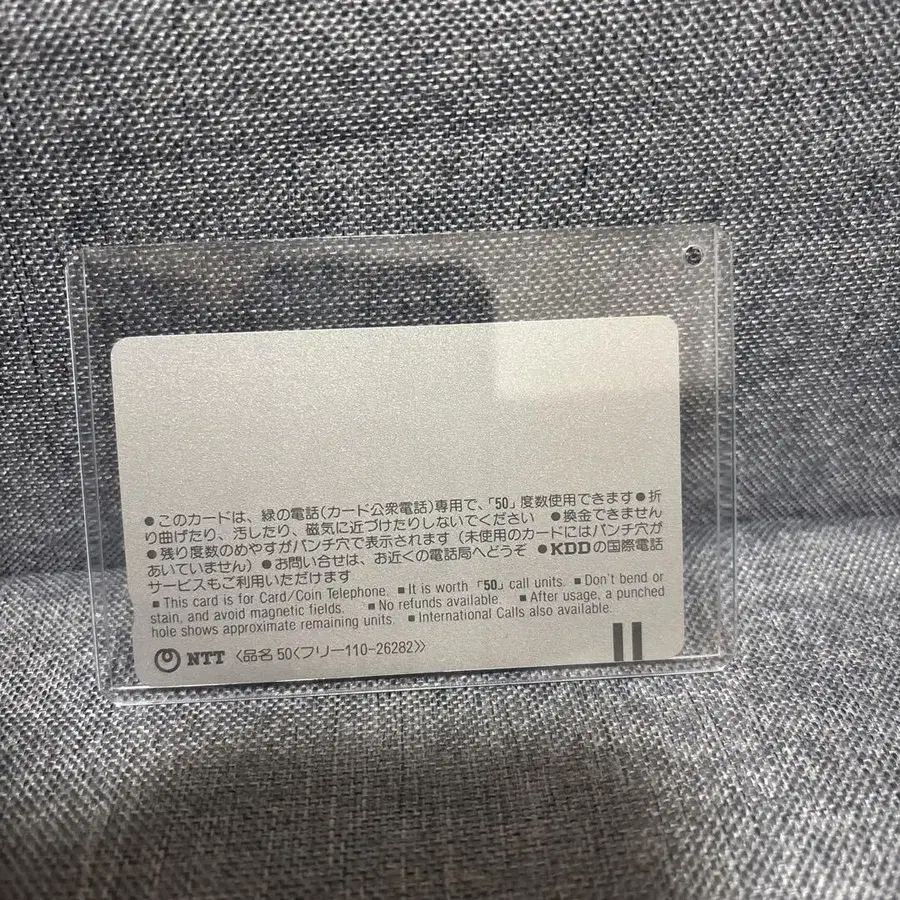 ●このカードは、緑の電話(カード公衆電話)専用で、「50」度数使用できます●折
り曲げたり、汚したり、磁気に近づけたりしないでください ●換金できません
●残り度数のめやすがパンチ穴で表示されます(未使用のカードにはパンチ穴が
あいていません)●お問い合せは、お近くの電話局へどうぞ ●KDDの国際電話
サービスもご利用いただけます
■This card is for Card/Coin Telephone. ■It is worth「50」call units. ■Don't bend or
stain, and avoid magnetic fields. ■No refunds available. ■After usage, a punched
hole shows approximate remaining units. ■International Calls also available.
NTT 〈品名 50〈フリー110-26282〉〉